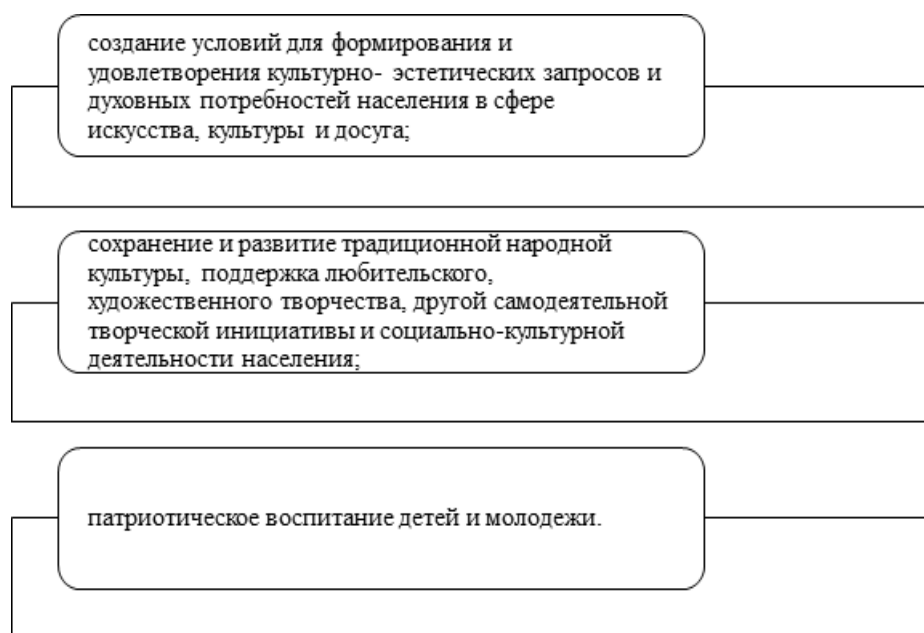 создание условий для формирования и
удовлетворения культурно- эстетических запросов и
духовных потребностей населения в сфере
искусства, культуры и досуга;
сохранение и развитие традиционной народной
культуры, поддержка любительского,
художественного творчества, другой самодеятельной
творческой инициативы и социально-культурной
деятельности населения;
патриотическое воспитание детей и молодежи.